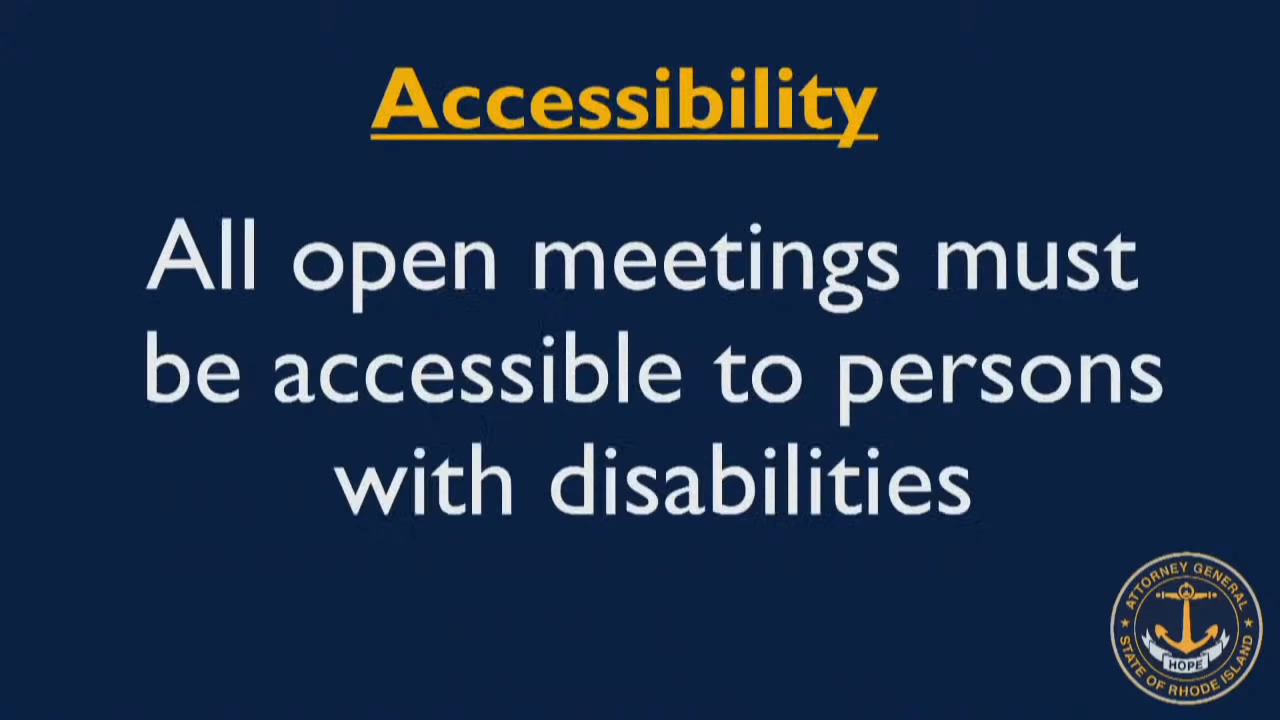 Accessibility
All open meetings must
be accessible to persons
with disabilities
ATTORNEY GENERAL
STATE OF RHODE ISLAND
HOPE